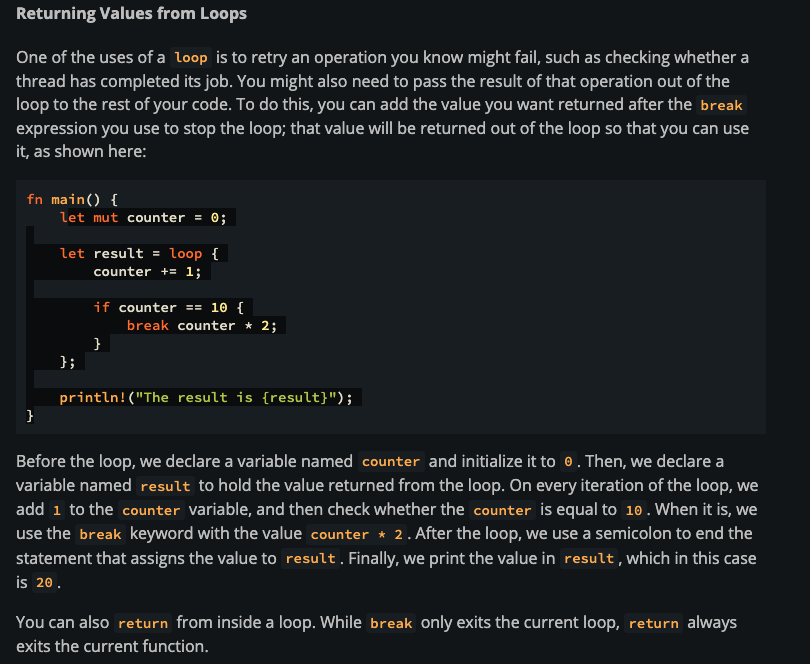 Returning Values from Loops
One of the uses of a loop is to retry an operation you know might fail, such as checking whether a
thread has completed its job. You might also need to pass the result of that operation out of the
loop to the rest of your code. To do this, you can add the value you want returned after the break
expression you use to stop the loop; that value will be returned out of the loop so that you can use
it, as shown here:
fn main() {
    let mut counter = 0;
    let result = loop {
        counter += 1;
        if counter == 10 {
            break counter * 2;
        }
    };
    println!("The result is {result}");
}
Before the loop, we declare a variable named counter and initialize it to 0. Then, we declare a
variable named result to hold the value returned from the loop. On every iteration of the loop, we
add 1 to the counter variable, and then check whether the counter is equal to 10. When it is, we
use the break keyword with the value counter * 2. After the loop, we use a semicolon to end the
statement that assigns the value to result. Finally, we print the value in result, which in this case
is 20.
You can also return from inside a loop. While break only exits the current loop, return always
exits the current function.